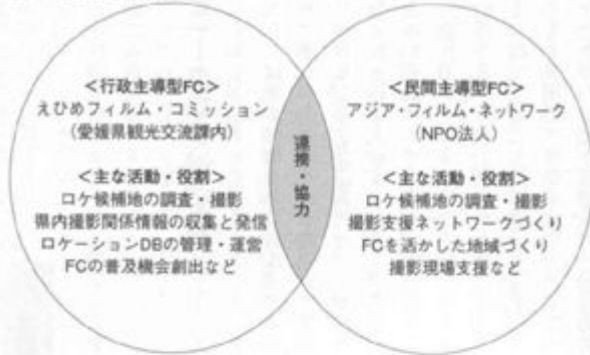 <行政主導型FC>
えひめフィルム・コミッション
(愛媛県観光交流課内)
<主な活動・役割>
ロケ候補地の調査・撮影
県内撮影関係情報の収集と発信
ロケーションDBの管理・運営
FCの普及機会創出など
連携・協力
<民間主導型FC>
アジア・フィルム・ネットワーク
(NPO法人)
<主な活動・役割>
ロケ候補地の調査・撮影
撮影支援ネットワークづくり
FCを活かした地域づくり
撮影現場支援など